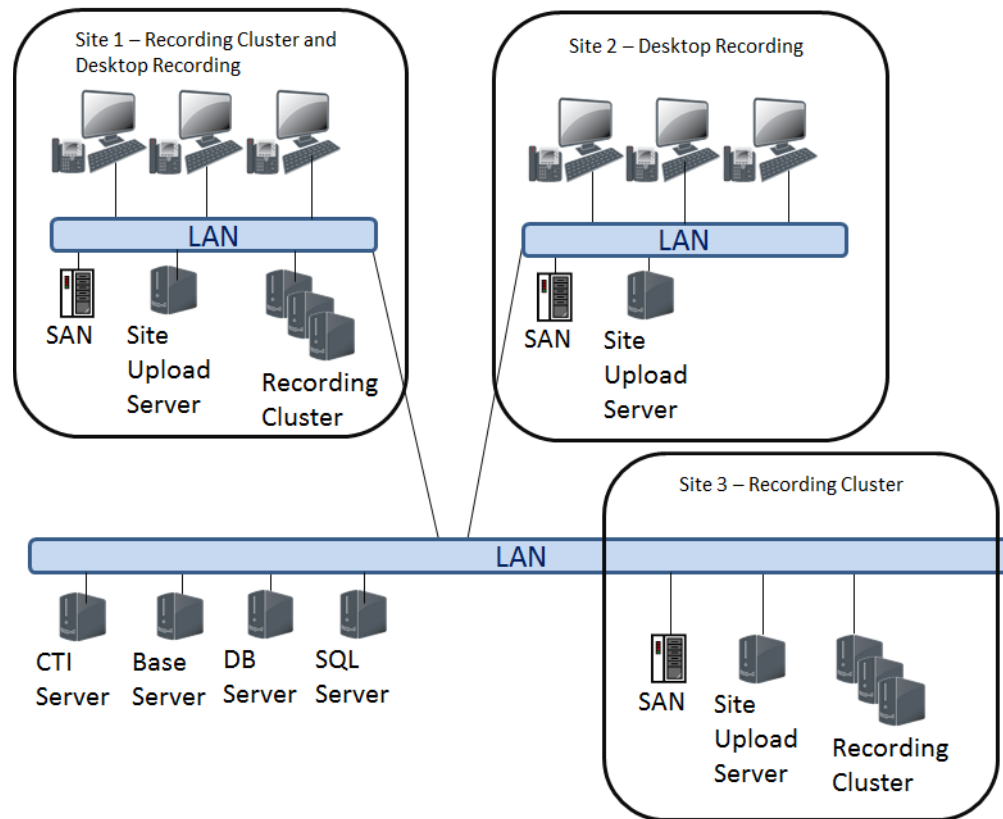 Site 1 – Recording Cluster and
Desktop Recording
LAN
SAN
Site
Upload
Server
Recording
Cluster
Site 2 – Desktop Recording
LAN
SAN
Site
Upload
Server
LAN
CTI
Server
Base
Server
DB
Server
SQL
Server
Site 3 – Recording Cluster
SAN
Site
Upload
Server
Recording
Cluster